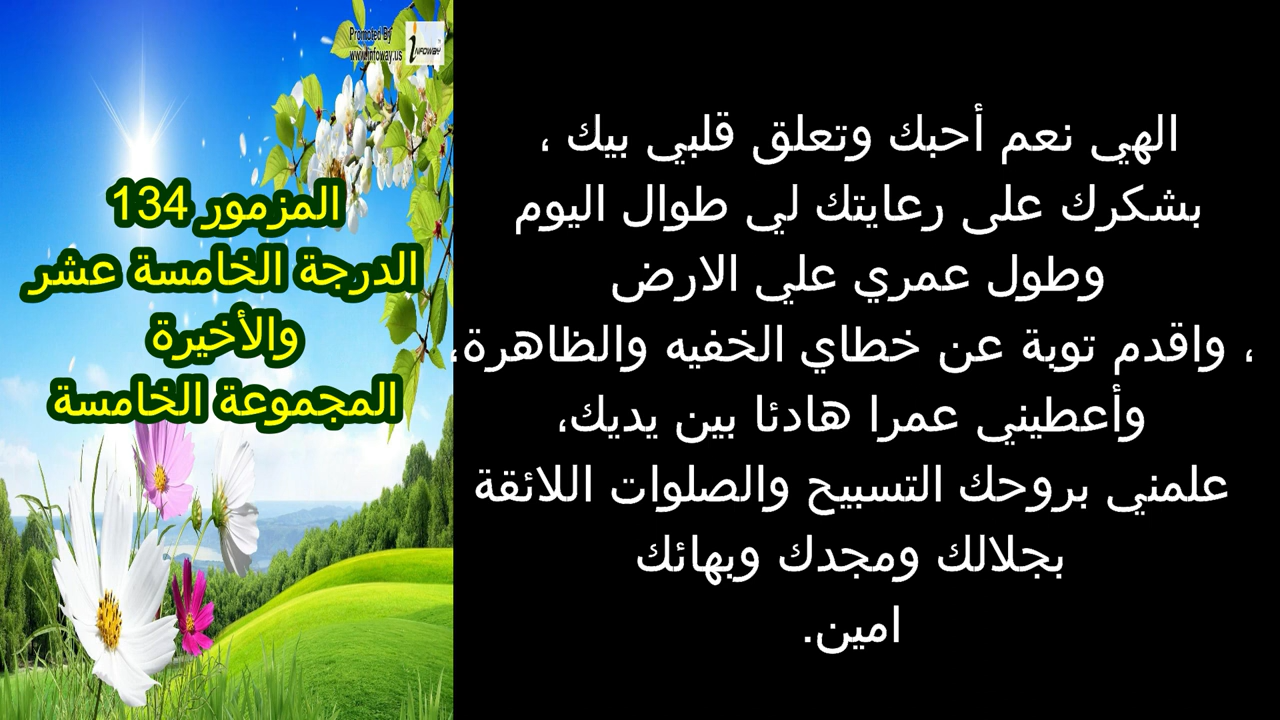 Promoted By
www.infoway.us
iNFOWAY
المزمور 134
الدرجة الخامسة عشر
والأخيرة
المجموعة الخامسة
الهي نعم أحبك وتعلق قلبي بيك ،
بشكرك على رعايتك لي طوال اليوم
وطول عمري علي الارض
، واقدم توبة عن خطاي الخفيه والظاهرة،
وأعطيني عمرا هادئا بين يديك،
علمني بروحك التسبيح والصلوات اللائقة
بجلالك ومجدك وبهائك
امين.